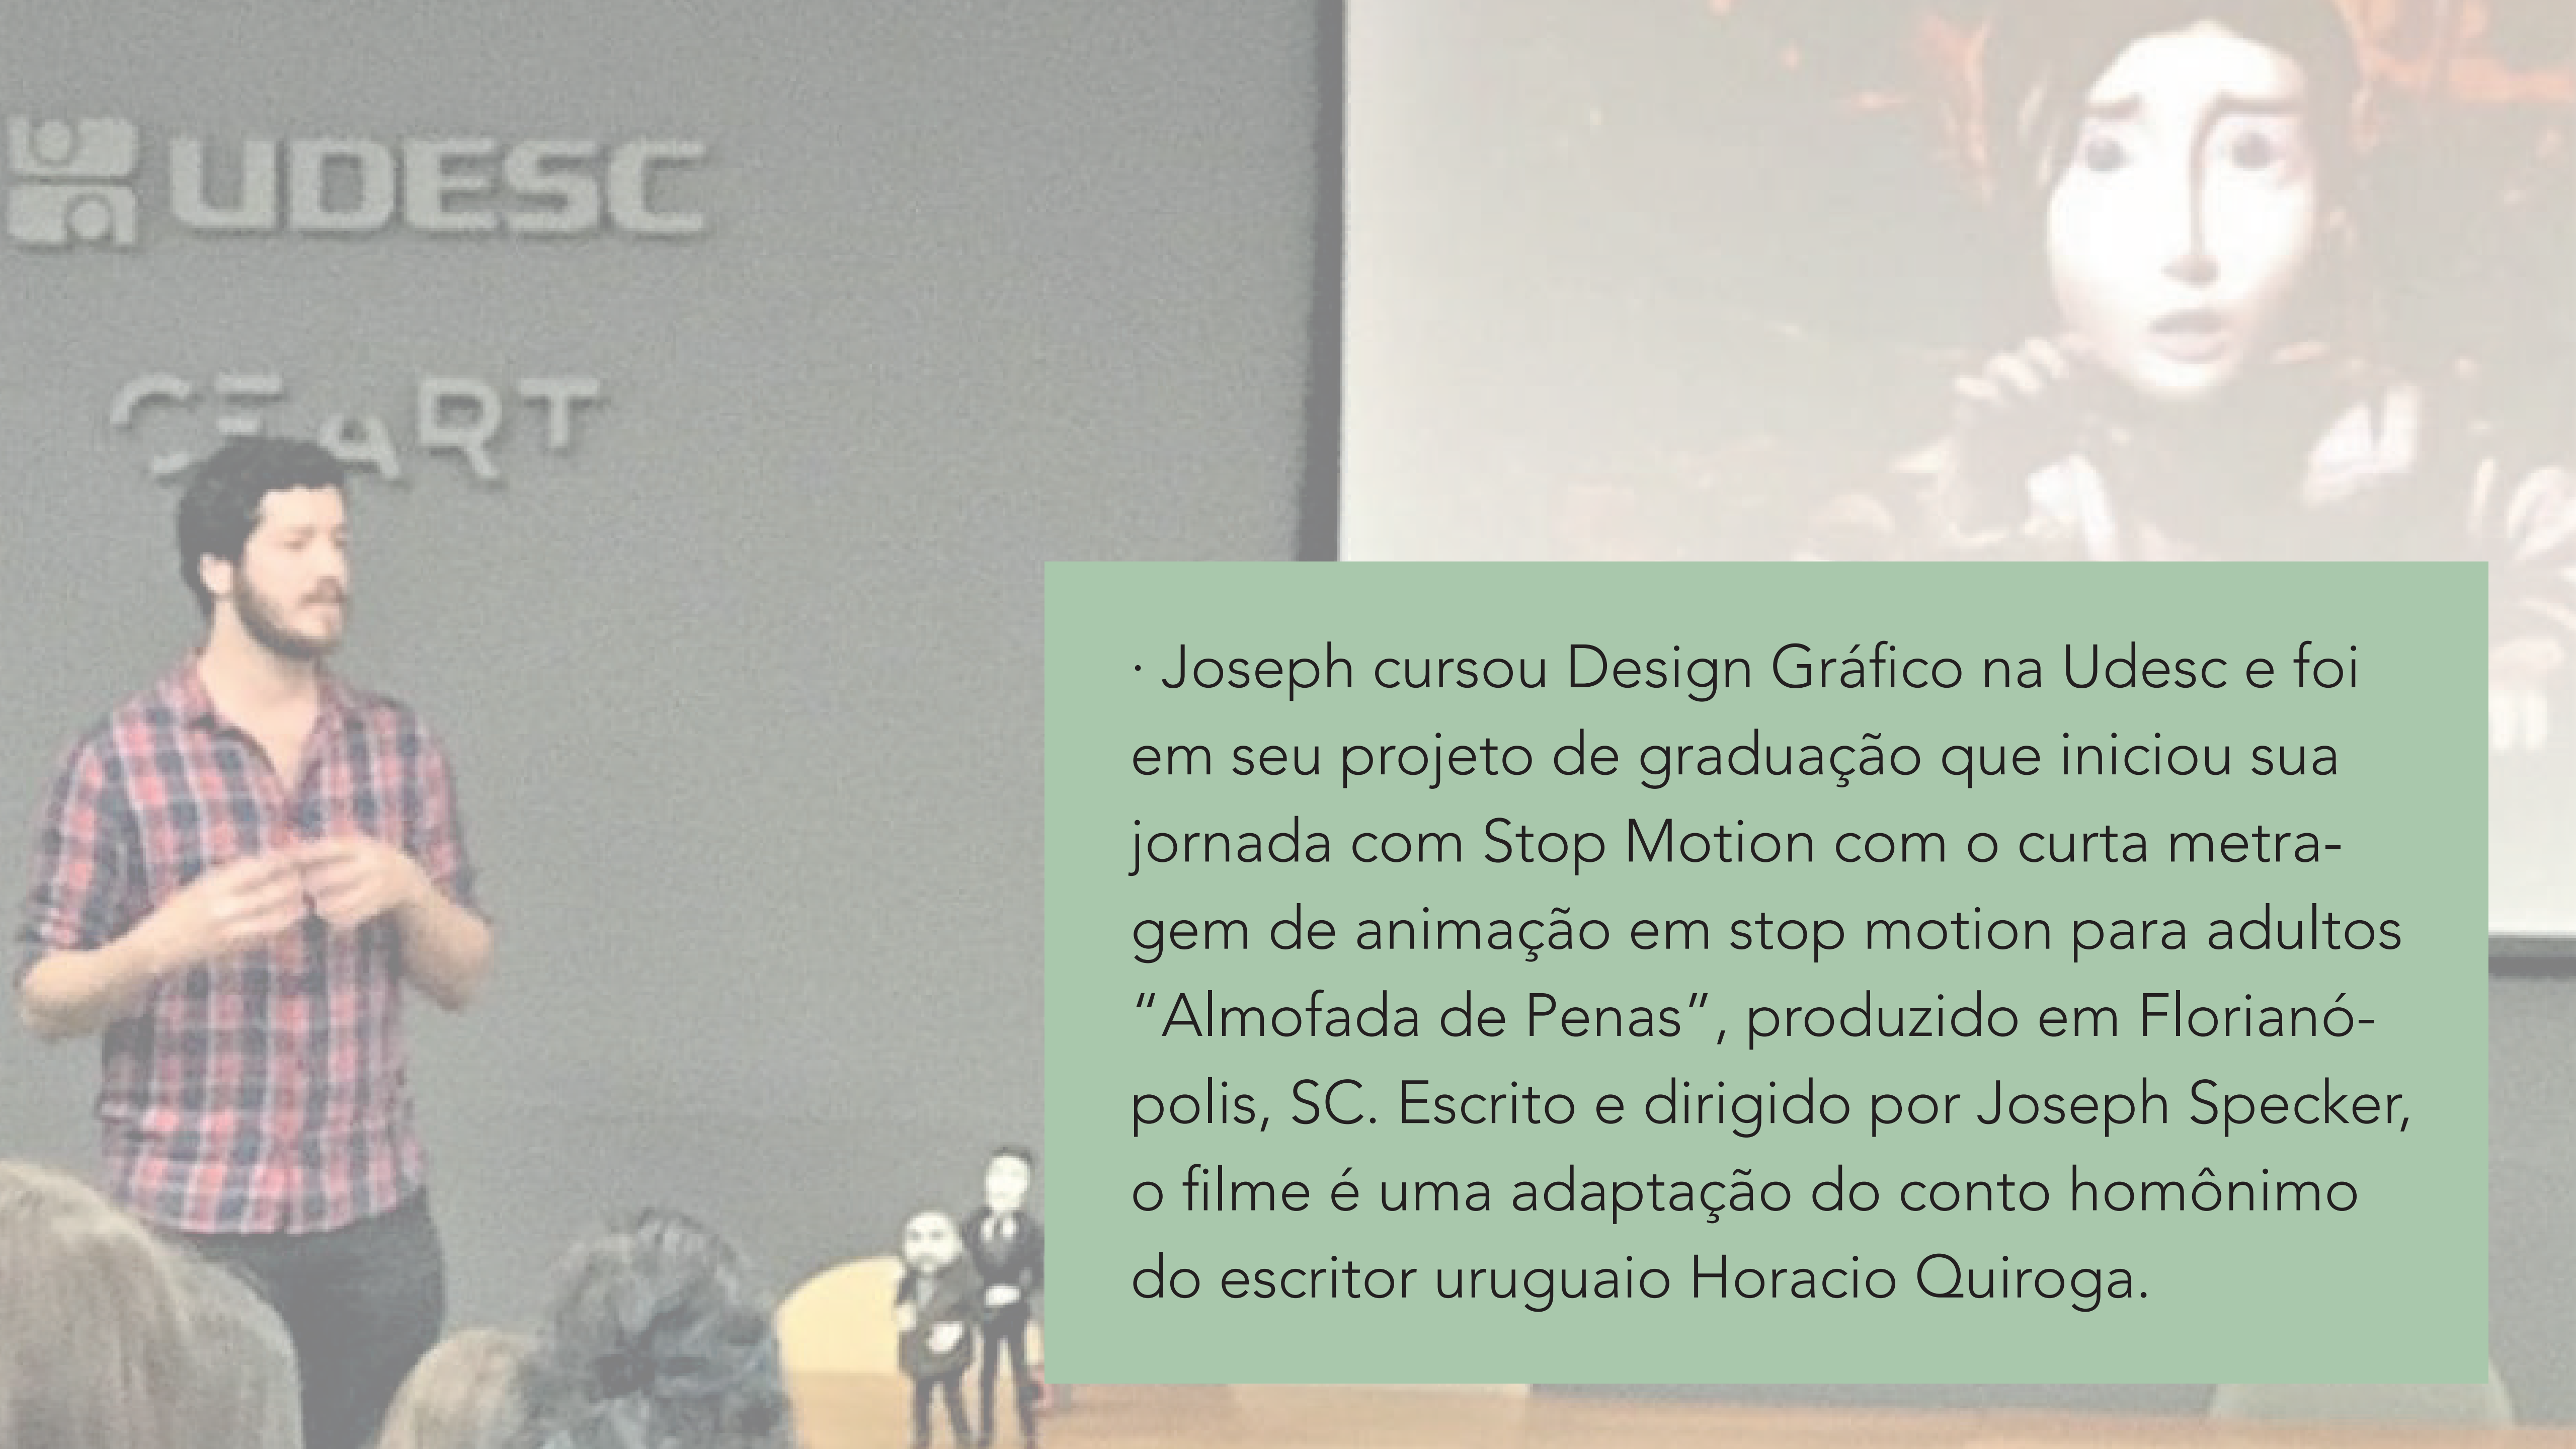 UDESC
CEART
· Joseph cursou Design Gráfico na Udesc e foi
em seu projeto de graduação que iniciou sua
jornada com Stop Motion com o curta metra-
gem de animação em stop motion para adultos
“Almofada de Penas”, produzido em Florianó-
polis, SC. Escrito e dirigido por Joseph Specker,
o filme é uma adaptação do conto homônimo
do escritor uruguaio Horacio Quiroga.